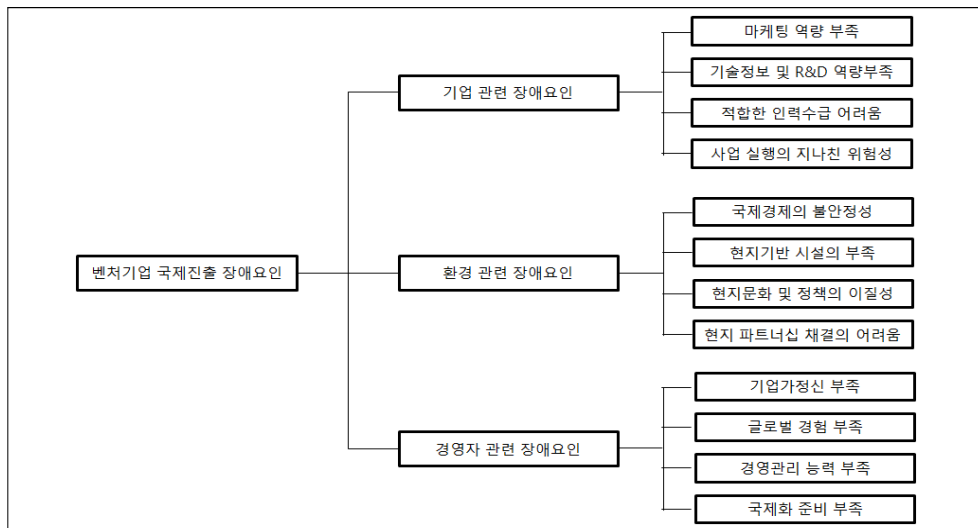 벤처기업 국제진출 장애요인
기업 관련 장애요인
마케팅 역량 부족
기술정보 및 R&D 역량부족
적합한 인력수급 어려움
사업 실행의 지나친 위험성
환경 관련 장애요인
국제경제의 불안정성
현지기반 시설의 부족
현지문화 및 정책의 이질성
현지 파트너십 채결의 어려움
경영자 관련 장애요인
기업가정신 부족
글로벌 경험 부족
경영관리 능력 부족
국제화 준비 부족